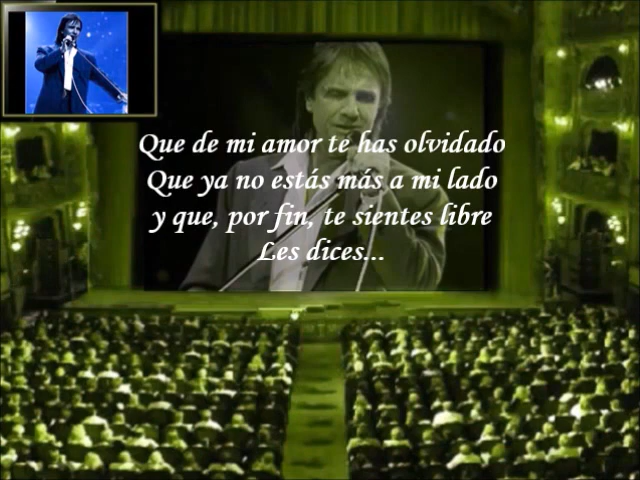 Que de mi amor te has olvidado
Que ya no estás más a mi lado
y que, por fin, te sientes libre
Les dices...